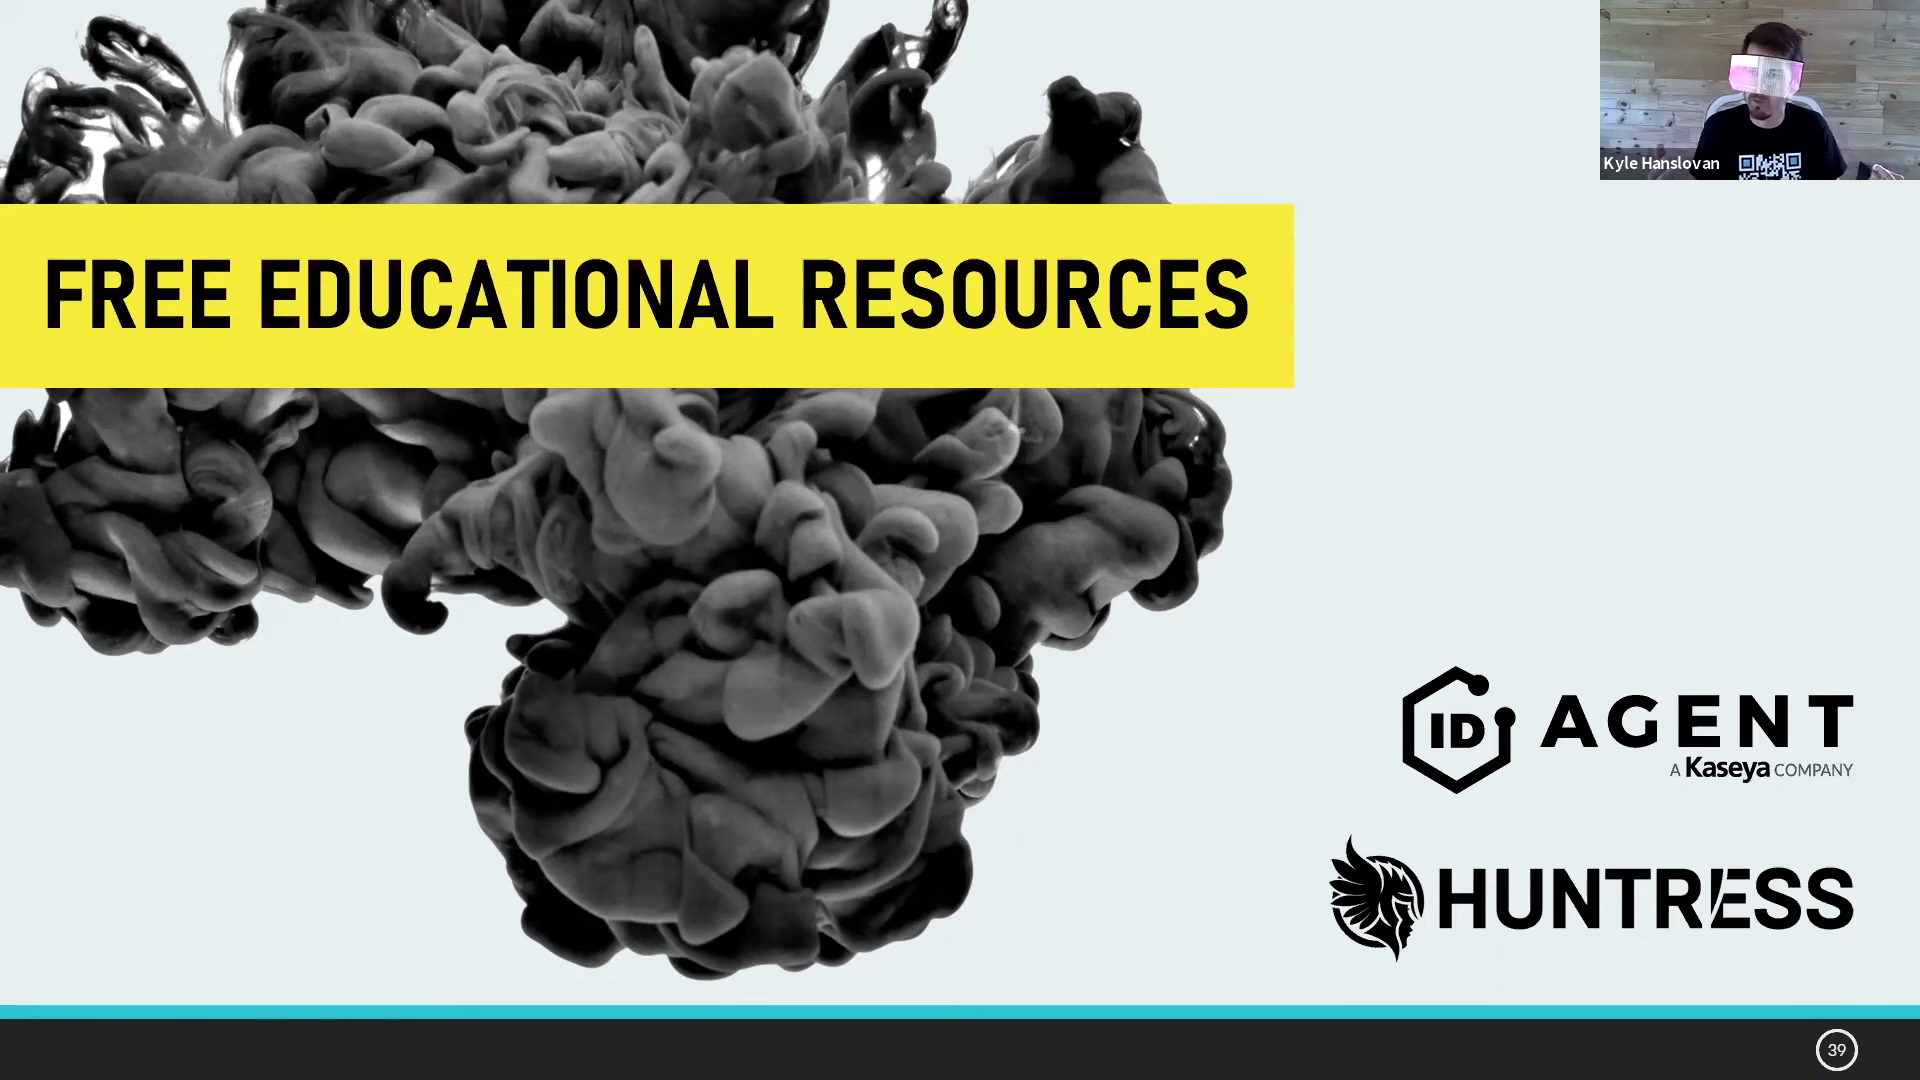 Kyle Hanslovan
FREE EDUCATIONAL RESOURCES
ID AGENT
A Kaseya COMPANY
HUNTRESS
39